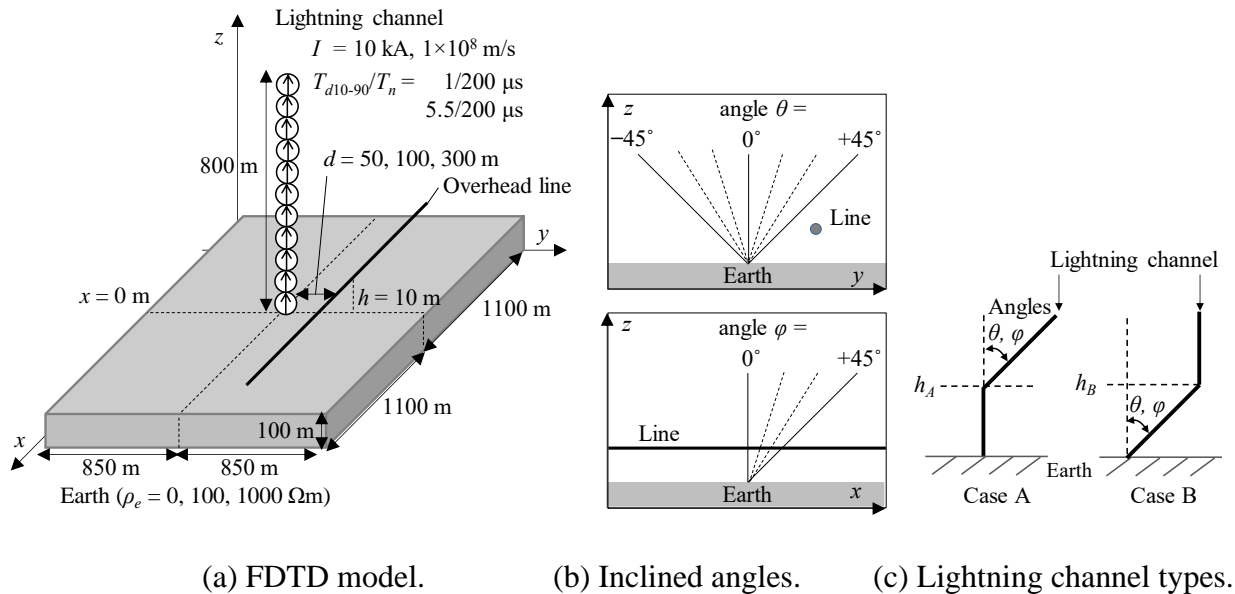 Lightning channel
I = 10 kA, 1×10⁸ m/s
T_{d10-90}/T_n = 1/200 μs
5.5/200 μs
z
800 m
d = 50, 100, 300 m
Overhead line
y
x = 0 m
h = 10 m
1100 m
1100 m
100 m
x
850 m
850 m
Earth (ρ_e = 0, 100, 1000 Ωm)
(a) FDTD model.
z
angle θ =
−45˚
0˚
+45˚
Line
Earth
y
z
angle φ =
0˚
+45˚
Line
Earth
x
(b) Inclined angles.
Lightning channel
Angles
θ, φ
h_A
h_B
θ, φ
Earth
Case A
Case B
(c) Lightning channel types.